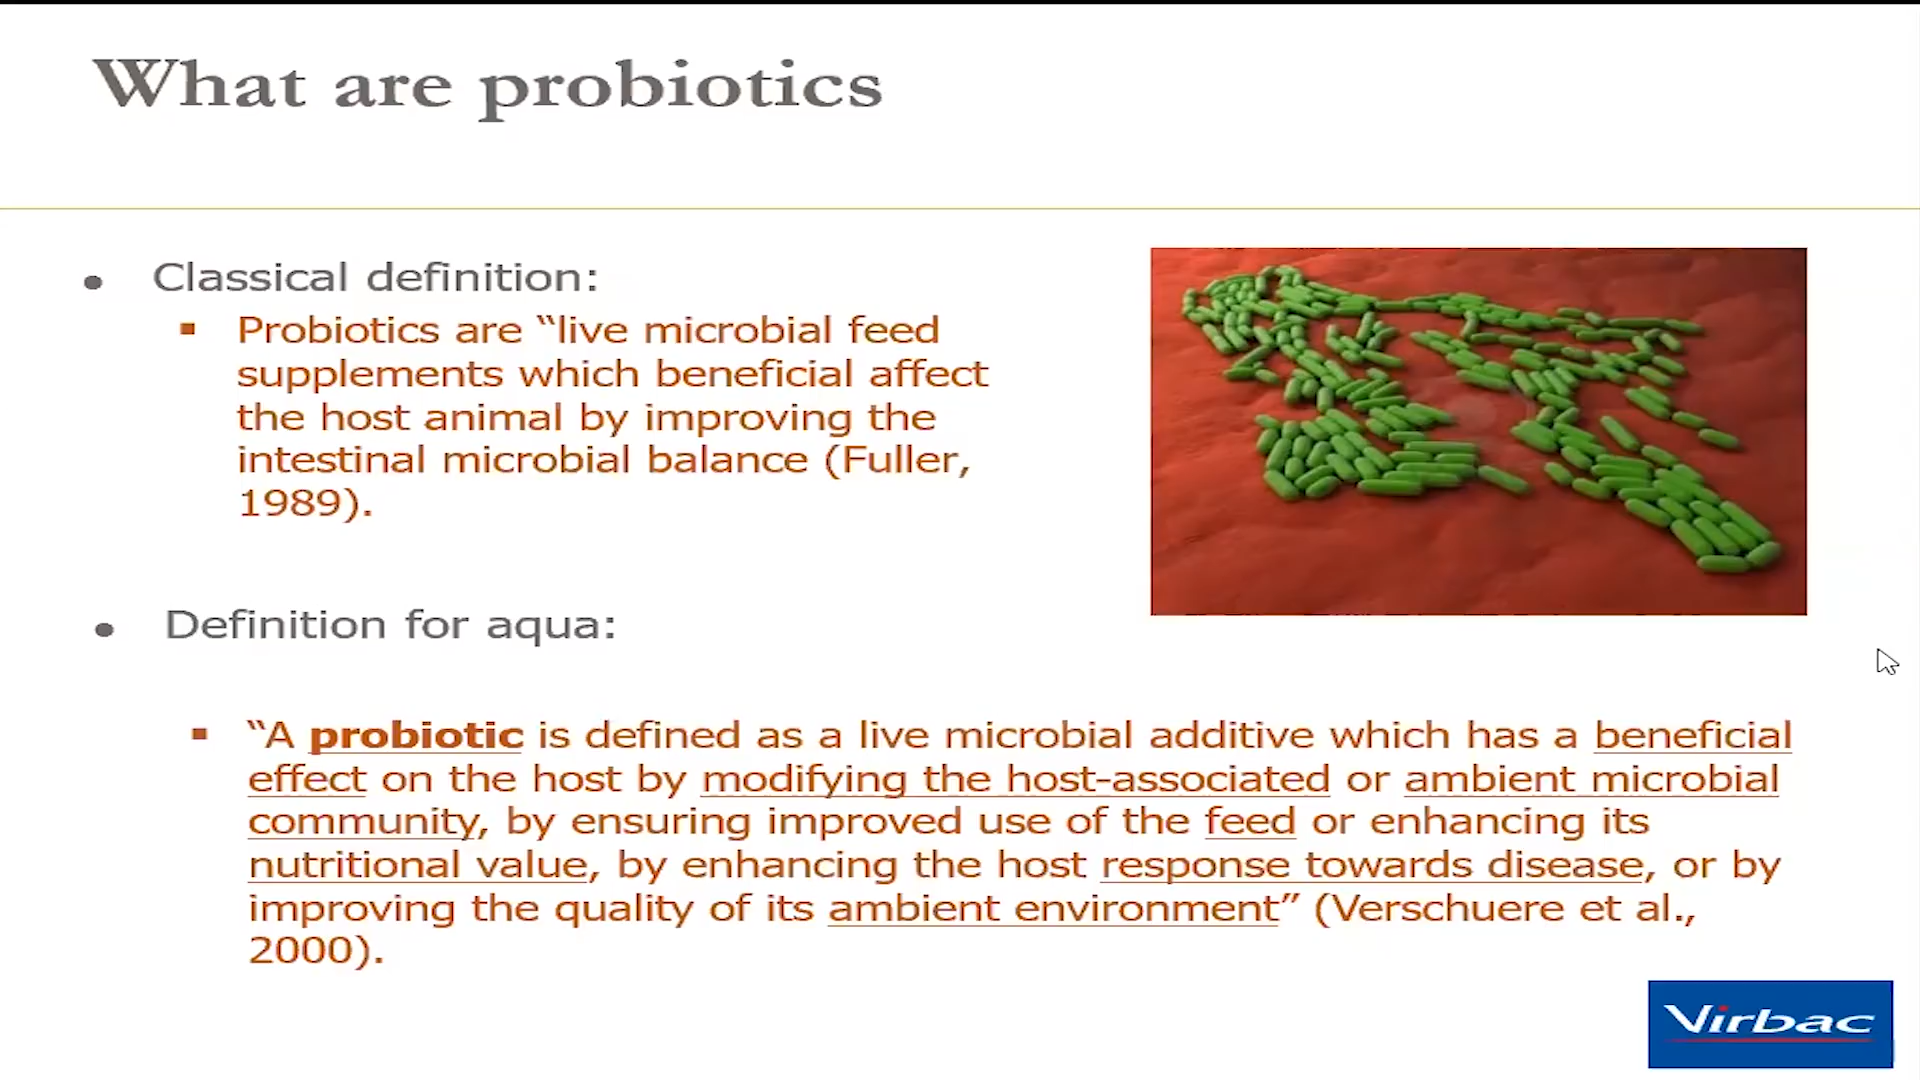 What are probiotics
• Classical definition:
▪ Probiotics are “live microbial feed
supplements which beneficial affect
the host animal by improving the
intestinal microbial balance (Fuller,
1989).
• Definition for aqua:
▪ “A probiotic is defined as a live microbial additive which has a beneficial
effect on the host by modifying the host-associated or ambient microbial
community, by ensuring improved use of the feed or enhancing its
nutritional value, by enhancing the host response towards disease, or by
improving the quality of its ambient environment” (Verschuere et al.,
2000).
Virbac